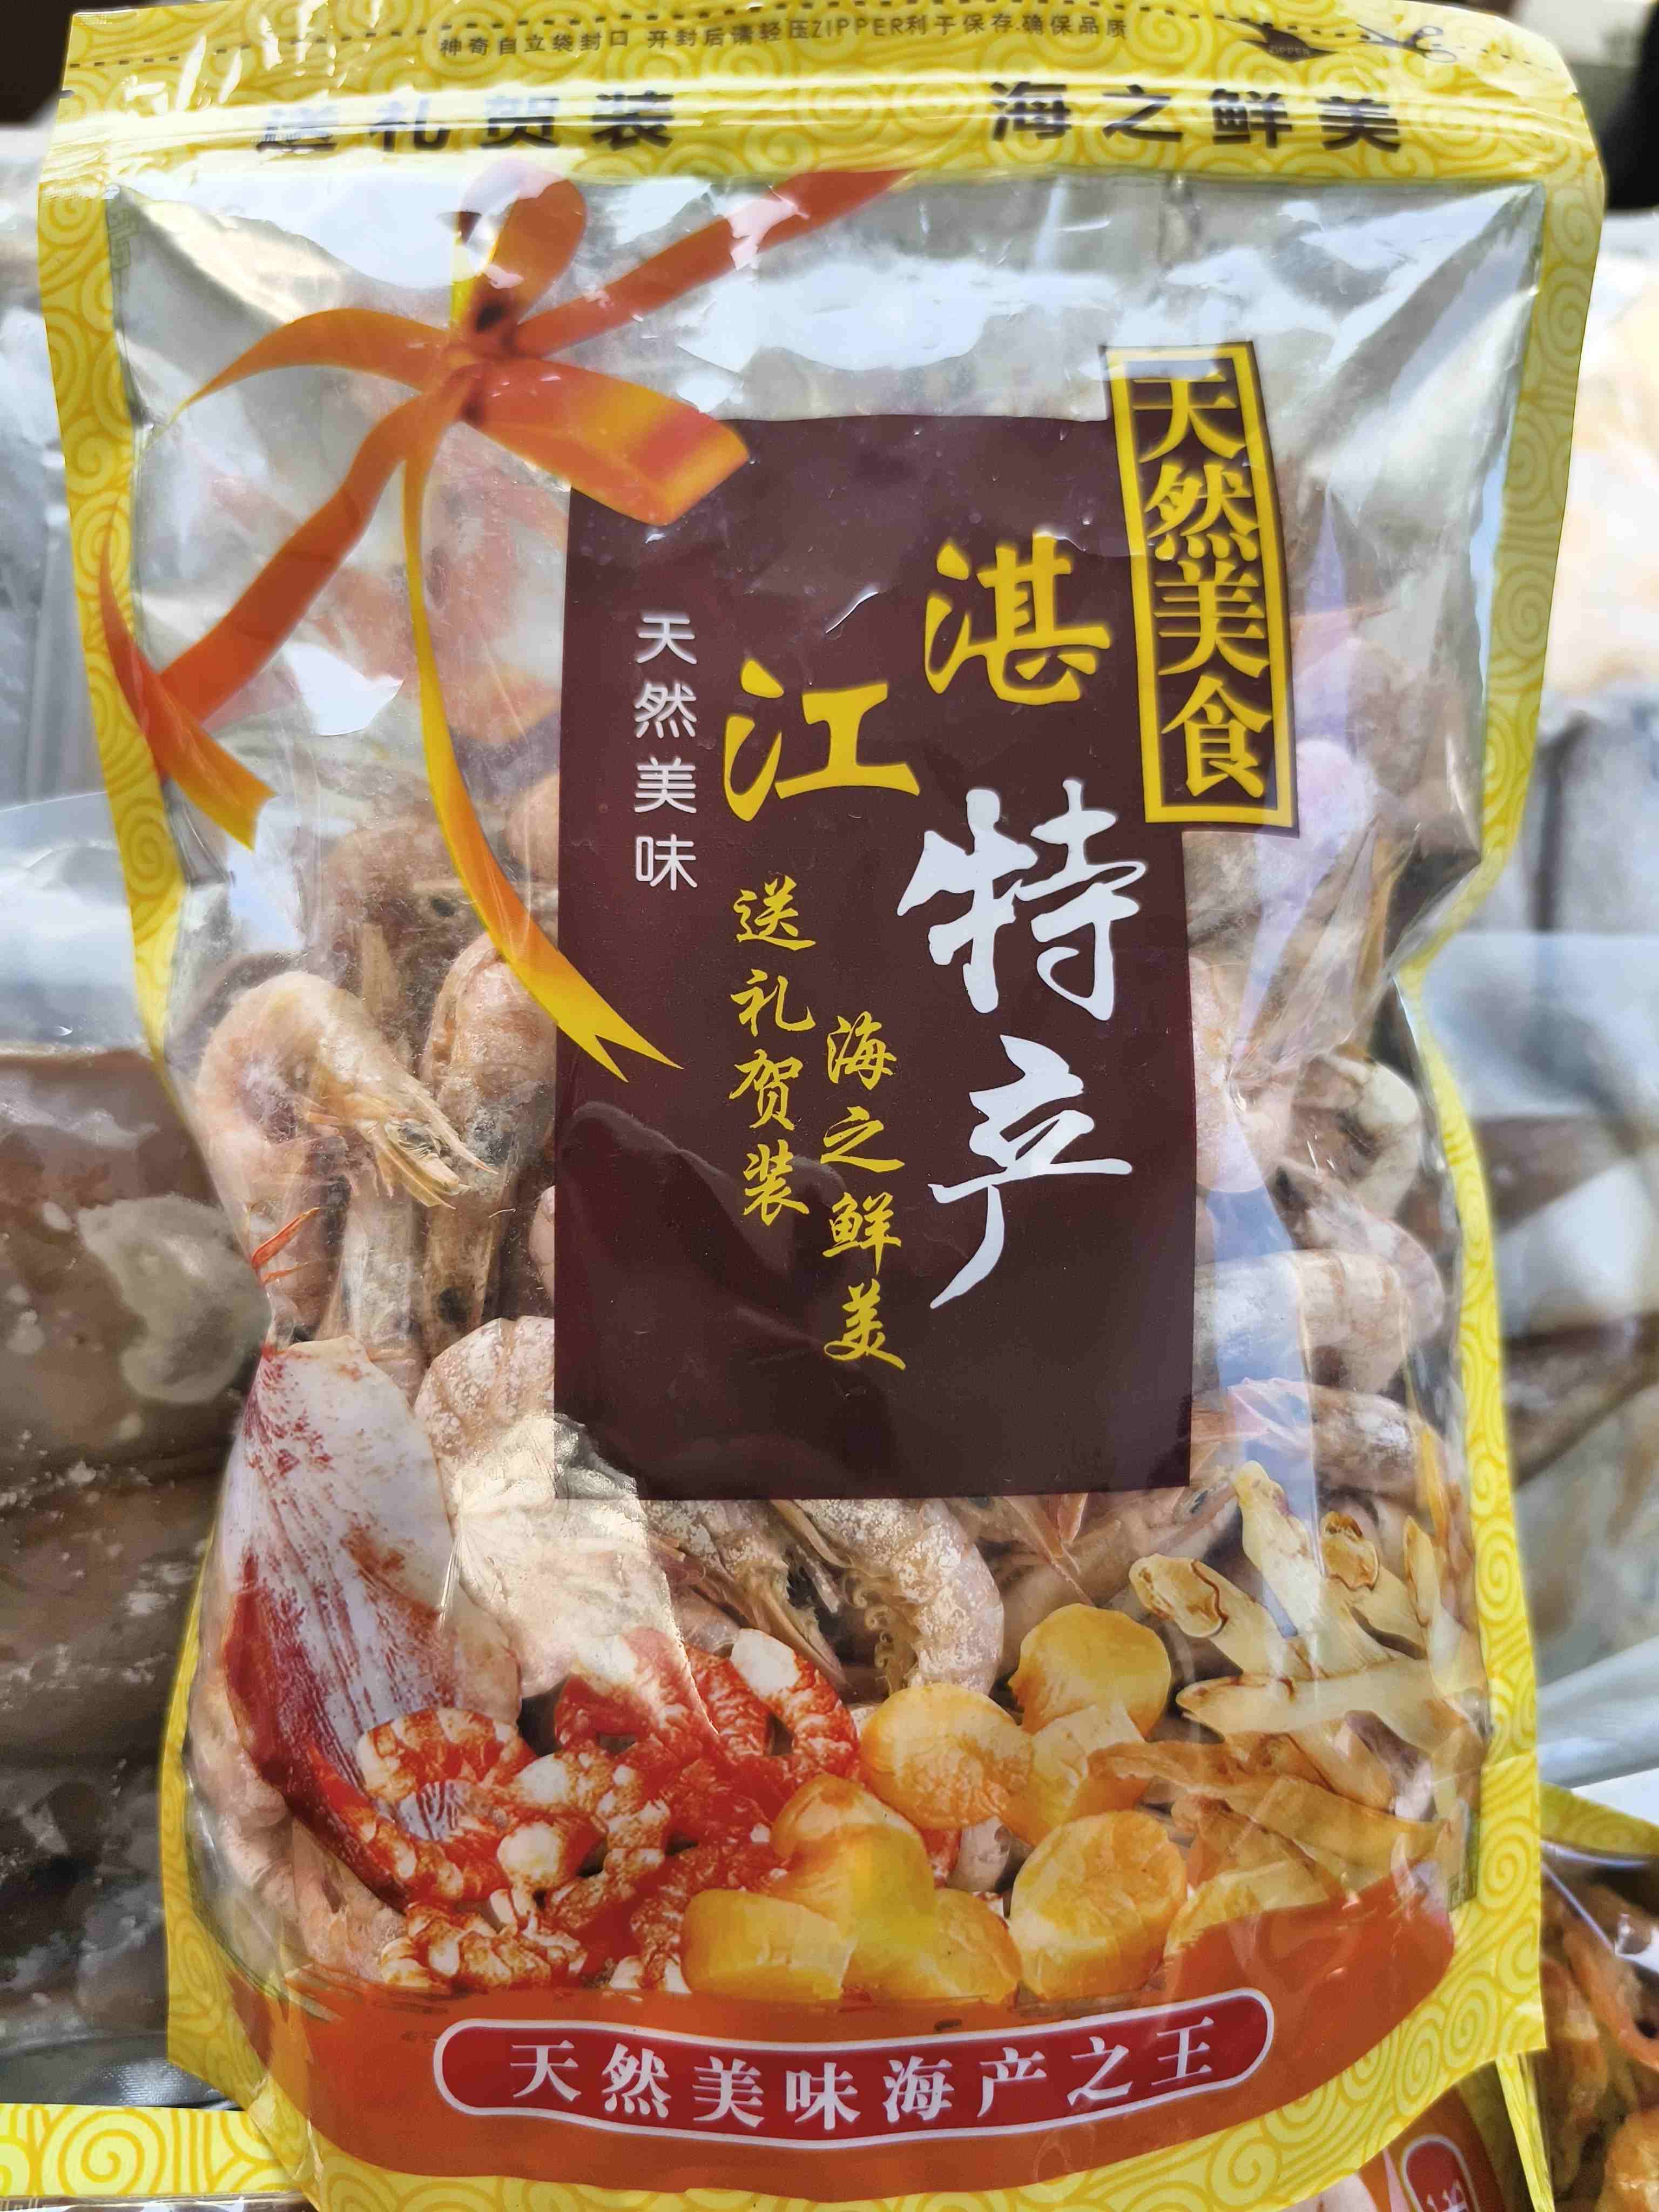 神奇自立袋封口 开封后请轻压ZIPPER利于保存.确保品质
ZIPPER
送礼贺装 海之鲜美
天然美食
湛江
特产
天然美味
海之鲜美
送礼贺装
天然美味海产之王